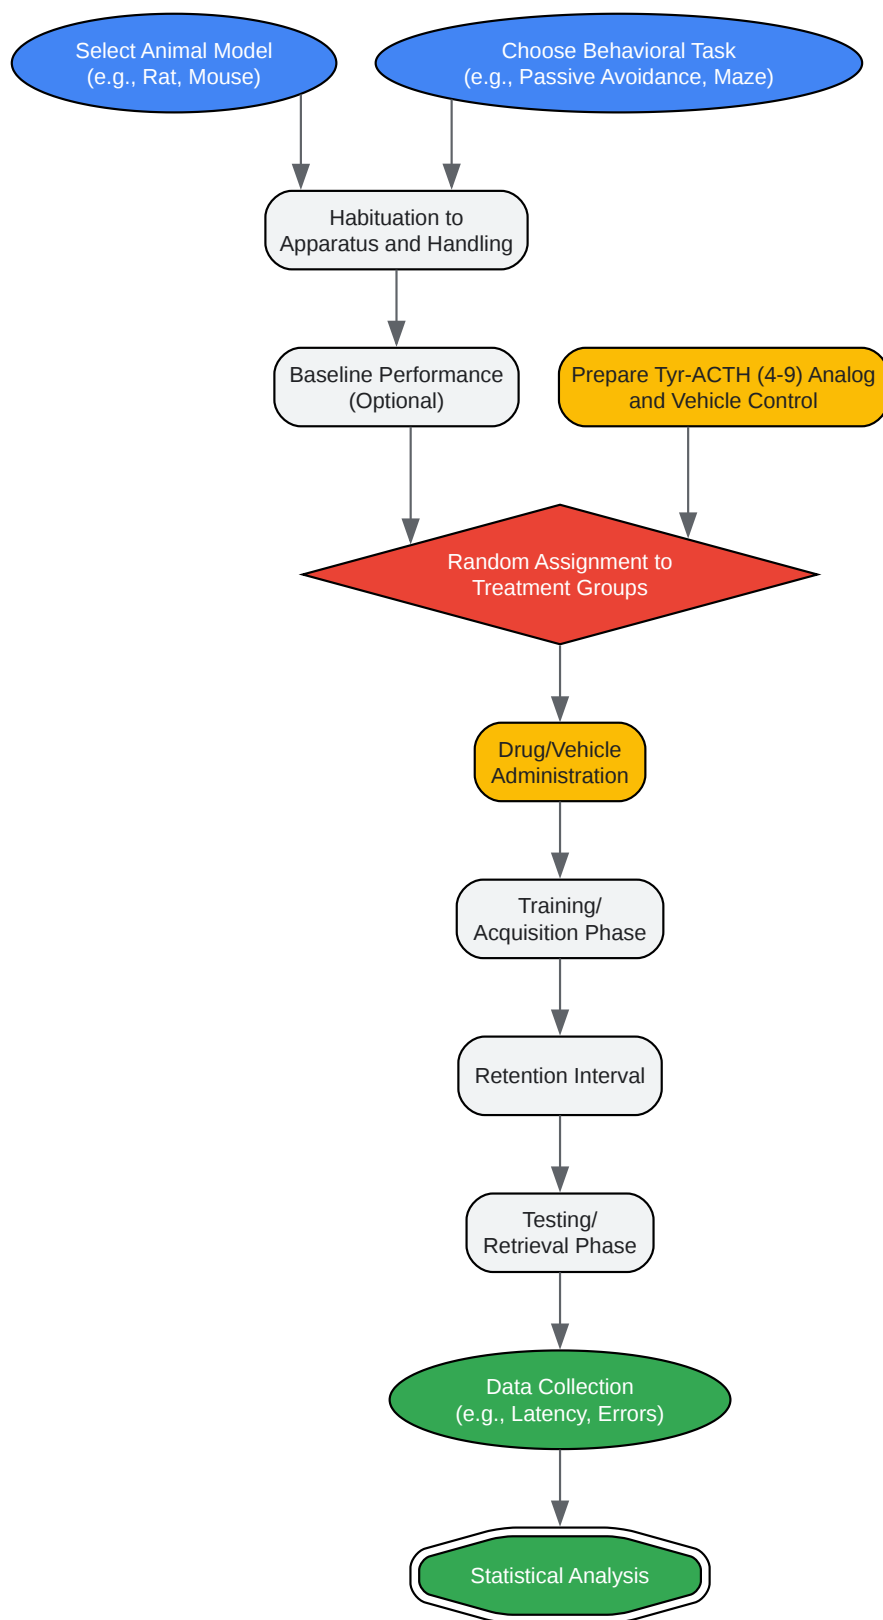 Select Animal Model
(e.g., Rat, Mouse)
Choose Behavioral Task
(e.g., Passive Avoidance, Maze)
Habituation to
Apparatus and Handling
Baseline Performance
(Optional)
Prepare Tyr-ACTH (4-9) Analog
and Vehicle Control
Random Assignment to
Treatment Groups
Drug/Vehicle
Administration
Training/
Acquisition Phase
Retention Interval
Testing/
Retrieval Phase
Data Collection
(e.g., Latency, Errors)
Statistical Analysis